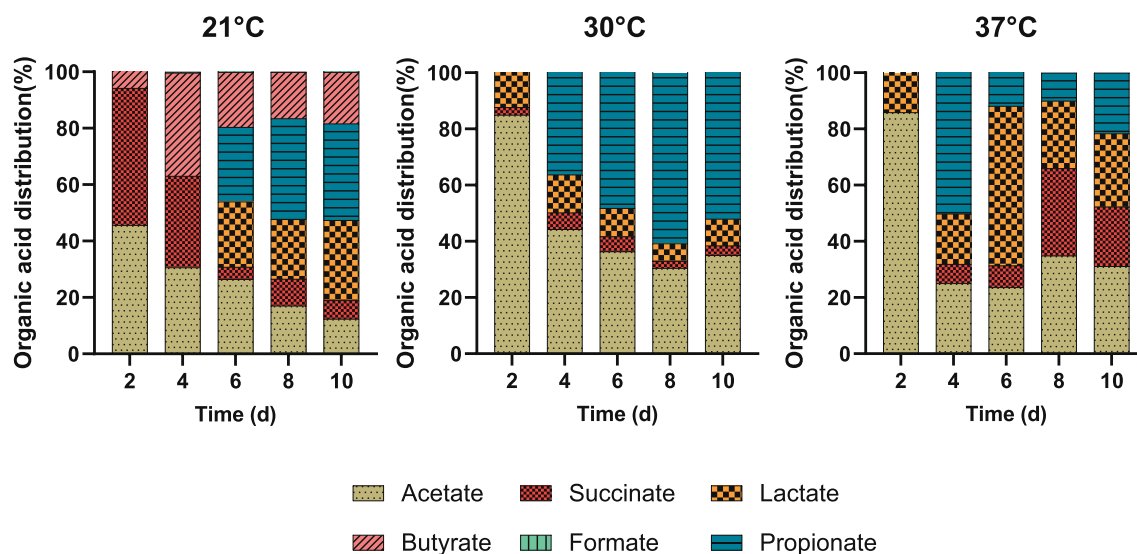 21°C
Organic acid distribution(%)
100
80
60
40
20
0
2 4 6 8 10
Time (d)
30°C
Organic acid distribution(%)
100
80
60
40
20
0
2 4 6 8 10
Time (d)
37°C
Organic acid distribution(%)
100
80
60
40
20
0
2 4 6 8 10
Time (d)
Acetate Succinate Lactate
Butyrate Formate Propionate